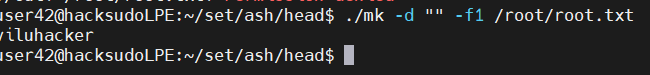 user42@hacksudoLPE:~/set/ash/head$ ./mk -d "" -f1 /root/root.txt
viluhacker
user42@hacksudoLPE:~/set/ash/head$